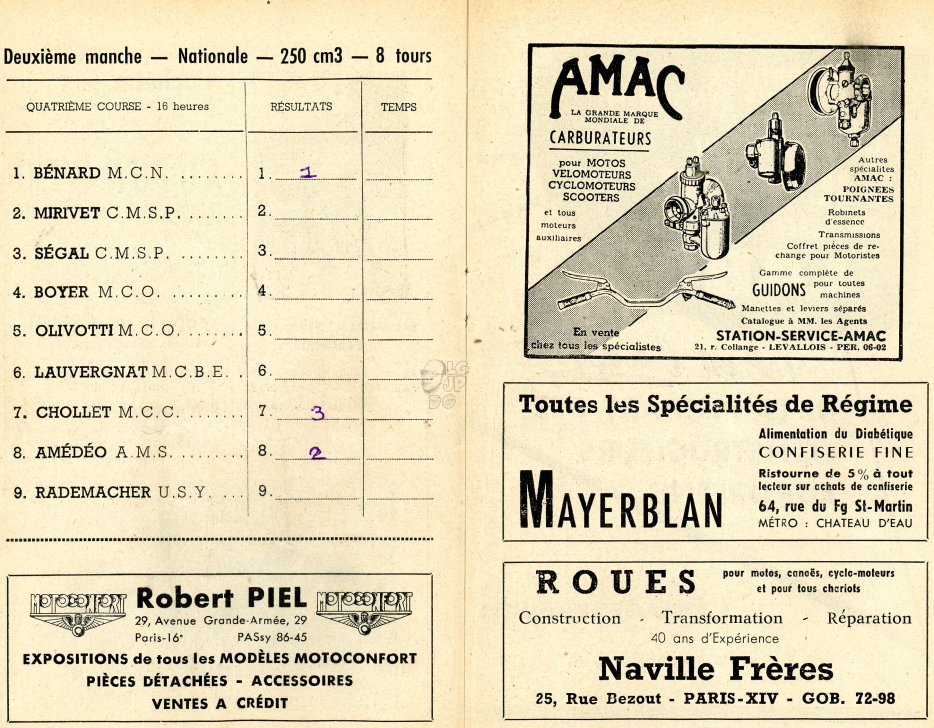 Deuxième manche — Nationale — 250 cm3 — 8 tours
QUATRIÈME COURSE - 16 heures RÉSULTATS TEMPS
1. BÉNARD M.C.N. ........ 1. 1
2. MIRIVET C.M.S.P. ....... 2.
3. SÉGAL C.M.S.P. ........ 3.
4. BOYER M.C.O. ......... 4.
5. OLIVOTTI M.C.O. ........ 5.
6. LAUVERGNAT M.C.B.E. . 6.
7. CHOLLET M.C.C. ........ 7. 3
8. AMÉDÉO A.M.S. ........ 8. 2
9. RADEMACHER U.S.Y. ... 9.
MOTOCONFORT Robert PIEL MOTOCONFORT
29, Avenue Grande-Armée, 29
Paris-16e PASsy 86-45
EXPOSITIONS de tous les MODÈLES MOTOCONFORT
PIÈCES DÉTACHÉES - ACCESSOIRES
VENTES A CRÉDIT
AMAC
LA GRANDE MARQUE
MONDIALE DE
CARBURATEURS
pour MOTOS
VELOMOTEURS
CYCLOMOTEURS
SCOOTERS
et tous
moteurs
auxiliaires
Autres
spécialites
AMAC :
POIGNEES
TOURNANTES
Robinets
d'essence
Transmissions
Coffret pièces de re-
change pour Motoristes
Gamme complète de
GUIDONS pour toutes
machines
Manettes et leviers séparés
Catalogue à MM. les Agents
En vente
chez tous les spécialistes
STATION-SERVICE-AMAC
21, r. Collange - LEVALLOIS - PER. 06-02
Toutes les Spécialités de Régime
Alimentation du Diabétique
CONFISERIE FINE
Ristourne de 5% à tout
lecteur sur achats de confiserie
MAYERBLAN
64, rue du Fg St-Martin
MÉTRO : CHATEAU D'EAU
ROUES pour motos, canoës, cyclo-moteurs
et pour tous chariots
Construction - Transformation - Réparation
40 ans d'Expérience
Naville Frères
25, Rue Bezout - PARIS-XIV - GOB. 72-98